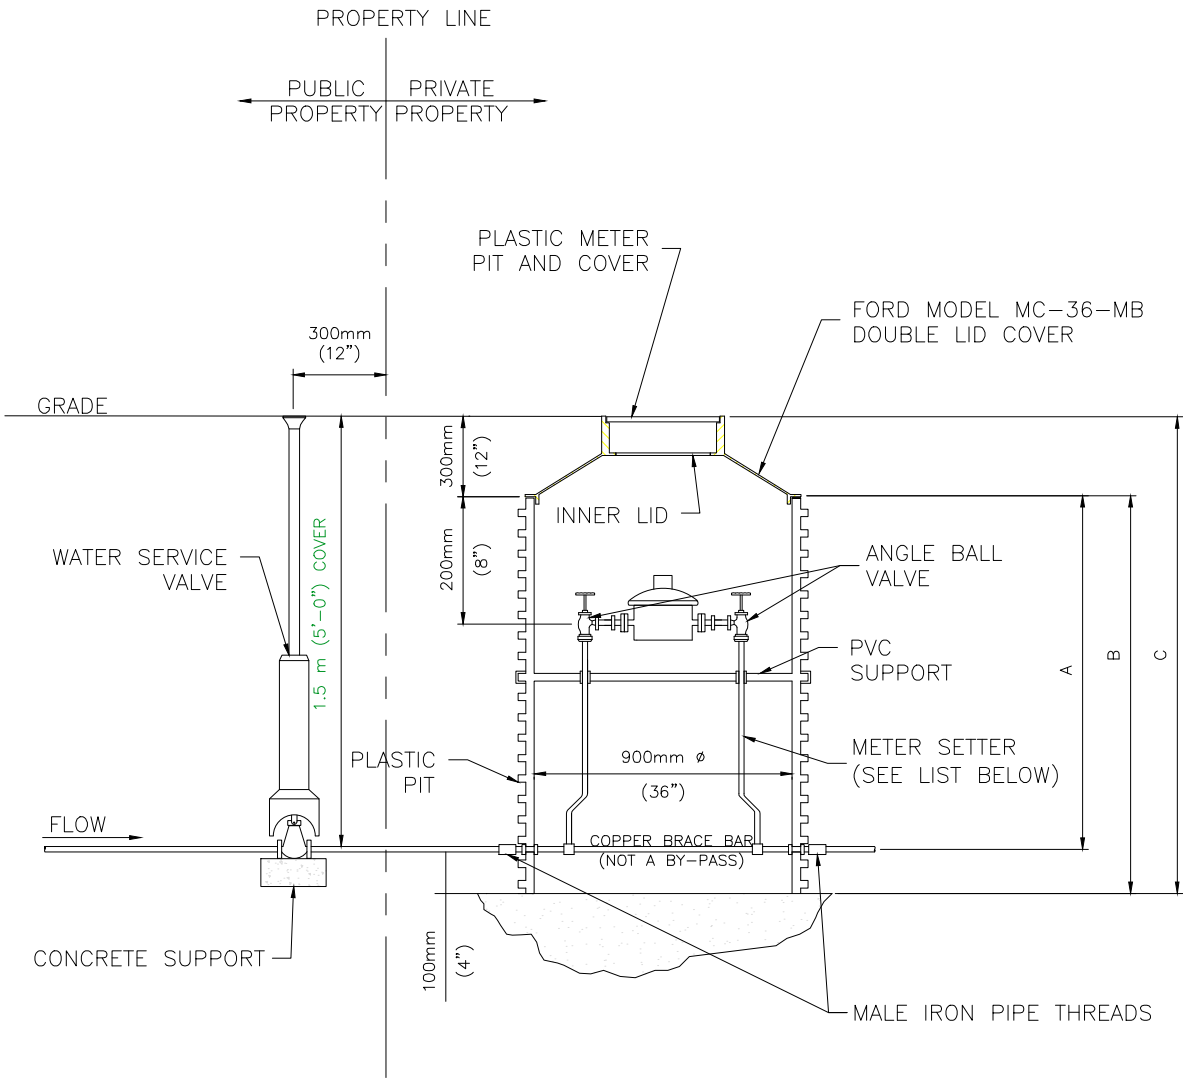 PROPERTY LINE
PUBLIC PRIVATE
PROPERTY PROPERTY
PLASTIC METER
PIT AND COVER
FORD MODEL MC-36-MB
DOUBLE LID COVER
300mm
(12")
GRADE
300mm
(12")
INNER LID
WATER SERVICE
VALVE
1.5 m (5'-0") COVER
200mm
(8")
ANGLE BALL
VALVE
PVC
SUPPORT
A
B
C
PLASTIC
PIT
900mm ø
(36")
METER SETTER
(SEE LIST BELOW)
FLOW
COPPER BRACE BAR
(NOT A BY-PASS)
CONCRETE SUPPORT
100mm
(4")
MALE IRON PIPE THREADS